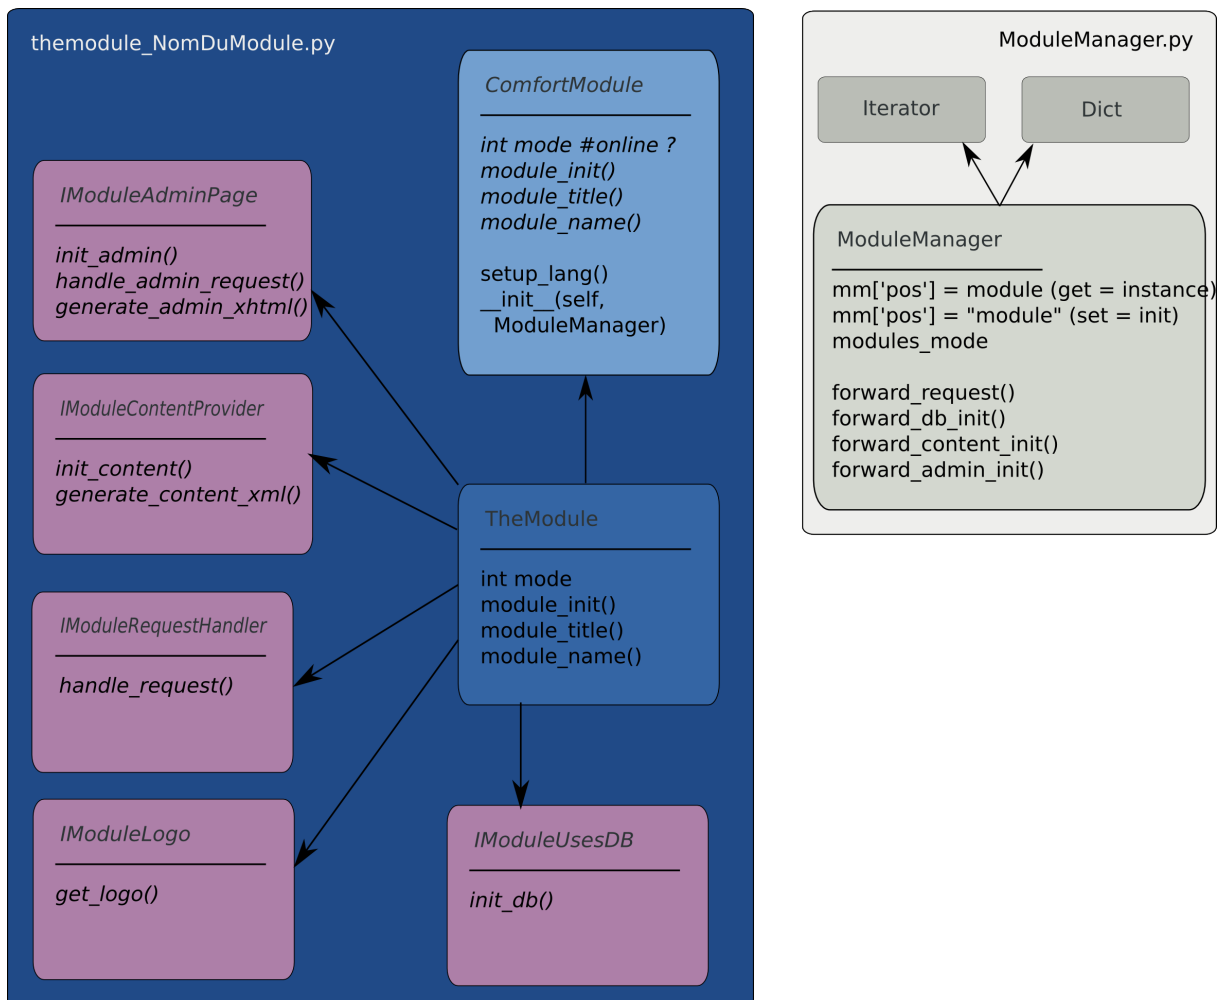 themodule_NomDuModule.py
ComfortModule
int mode #online ?
module_init()
module_title()
module_name()
setup_lang()
__init__(self,
ModuleManager)
IModuleAdminPage
init_admin()
handle_admin_request()
generate_admin_xhtml()
IModuleContentProvider
init_content()
generate_content_xml()
TheModule
int mode
module_init()
module_title()
module_name()
IModuleRequestHandler
handle_request()
IModuleLogo
get_logo()
IModuleUsesDB
init_db()
ModuleManager.py
Iterator
Dict
ModuleManager
mm['pos'] = module (get = instance)
mm['pos'] = "module" (set = init)
modules_mode
forward_request()
forward_db_init()
forward_content_init()
forward_admin_init()